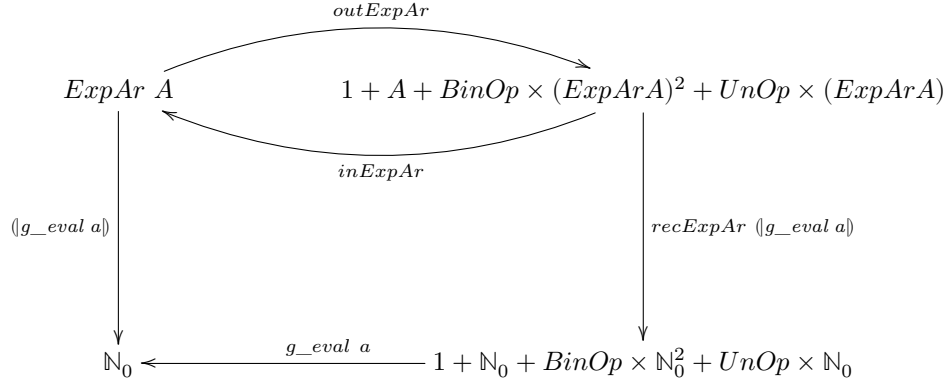 outExpAr
ExpAr A 1 + A + BinOp × (ExpArA)² + UnOp × (ExpArA)
inExpAr
⦇g_eval a⦈ recExpAr ⦇g_eval a⦈
g_eval a
ℕ₀ 1 + ℕ₀ + BinOp × ℕ₀² + UnOp × ℕ₀